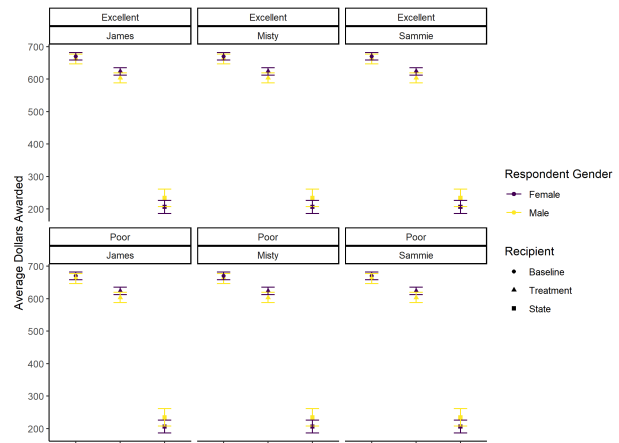 Excellent Excellent Excellent
James Misty Sammie
700
600
500
400
300
200
Poor Poor Poor
James Misty Sammie
700
600
500
400
300
200
Average Dollars Awarded
Respondent Gender
Female
Male
Recipient
Baseline
Treatment
State